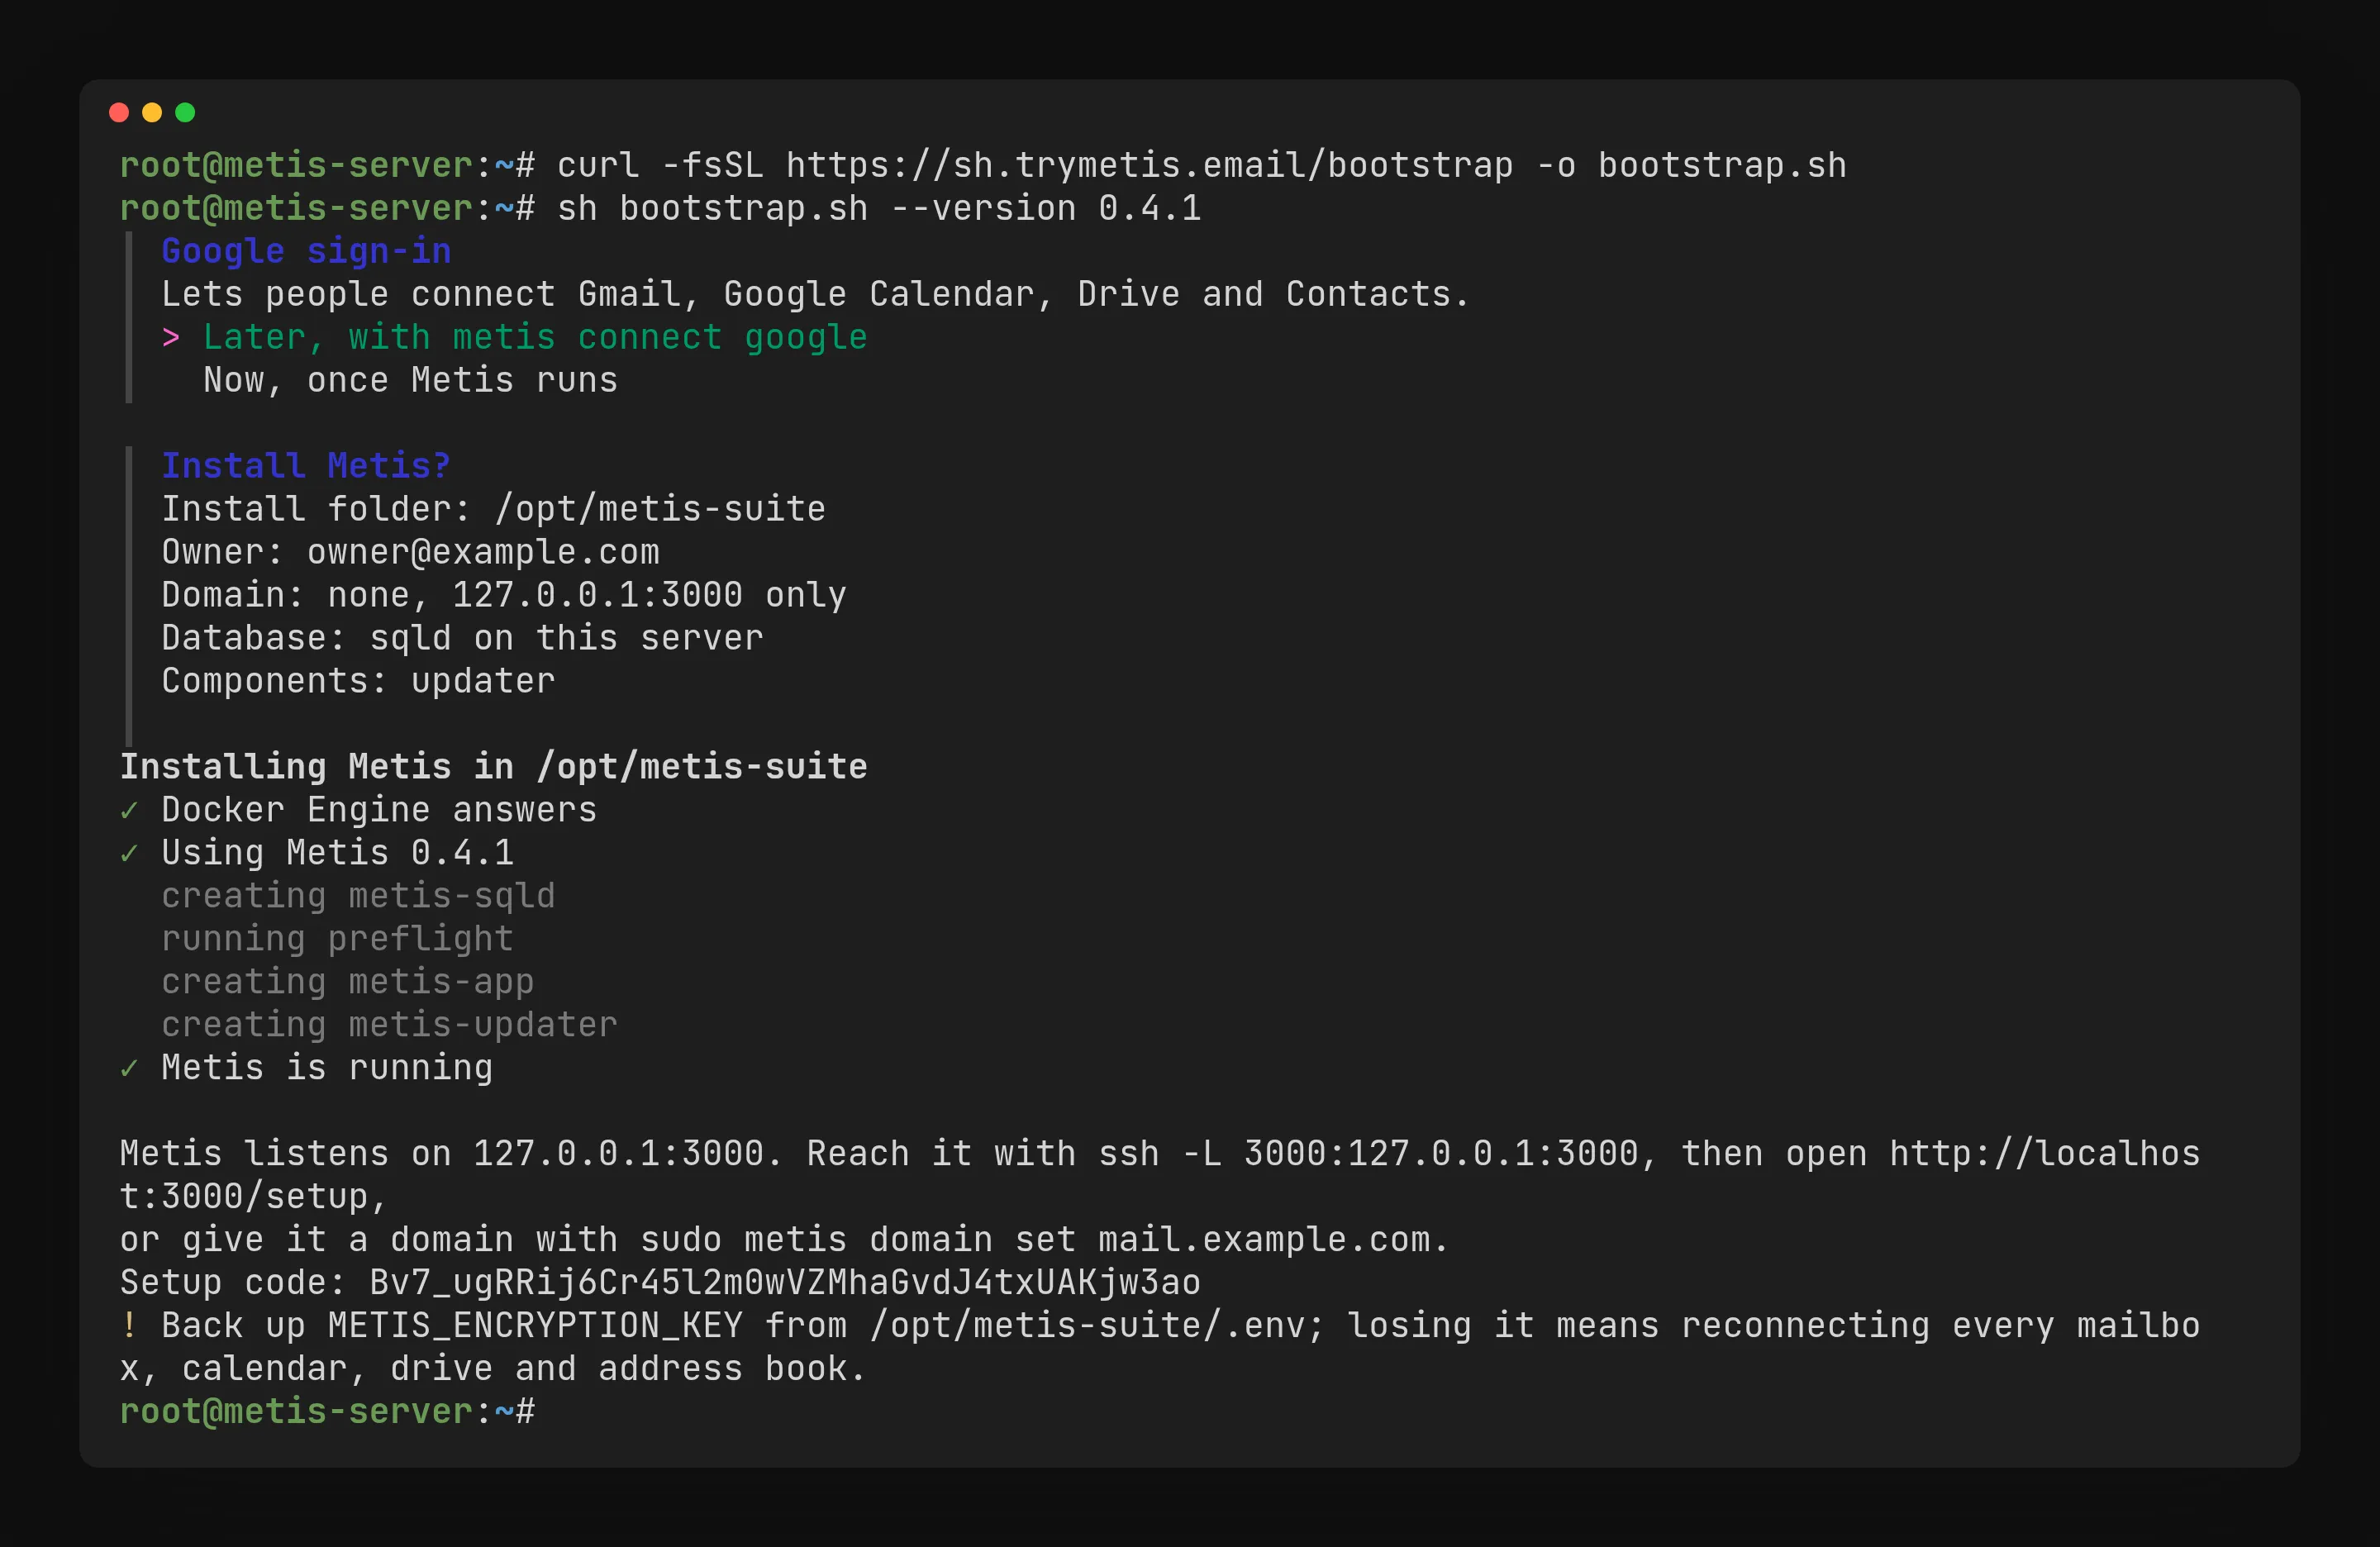 root@metis-server:~# curl -fsSL https://sh.trymetis.email/bootstrap -o bootstrap.sh
root@metis-server:~# sh bootstrap.sh --version 0.4.1
Google sign-in
Lets people connect Gmail, Google Calendar, Drive and Contacts.
> Later, with metis connect google
Now, once Metis runs
Install Metis?
Install folder: /opt/metis-suite
Owner: owner@example.com
Domain: none, 127.0.0.1:3000 only
Database: sqld on this server
Components: updater
Installing Metis in /opt/metis-suite
✓ Docker Engine answers
✓ Using Metis 0.4.1
creating metis-sqld
running preflight
creating metis-app
creating metis-updater
✓ Metis is running
Metis listens on 127.0.0.1:3000. Reach it with ssh -L 3000:127.0.0.1:3000, then open http://localhos
t:3000/setup,
or give it a domain with sudo metis domain set mail.example.com.
Setup code: Bv7_ugRRij6Cr45l2m0wVZMhaGvdJ4txUAKjw3ao
! Back up METIS_ENCRYPTION_KEY from /opt/metis-suite/.env; losing it means reconnecting every mailbo
x, calendar, drive and address book.
root@metis-server:~#